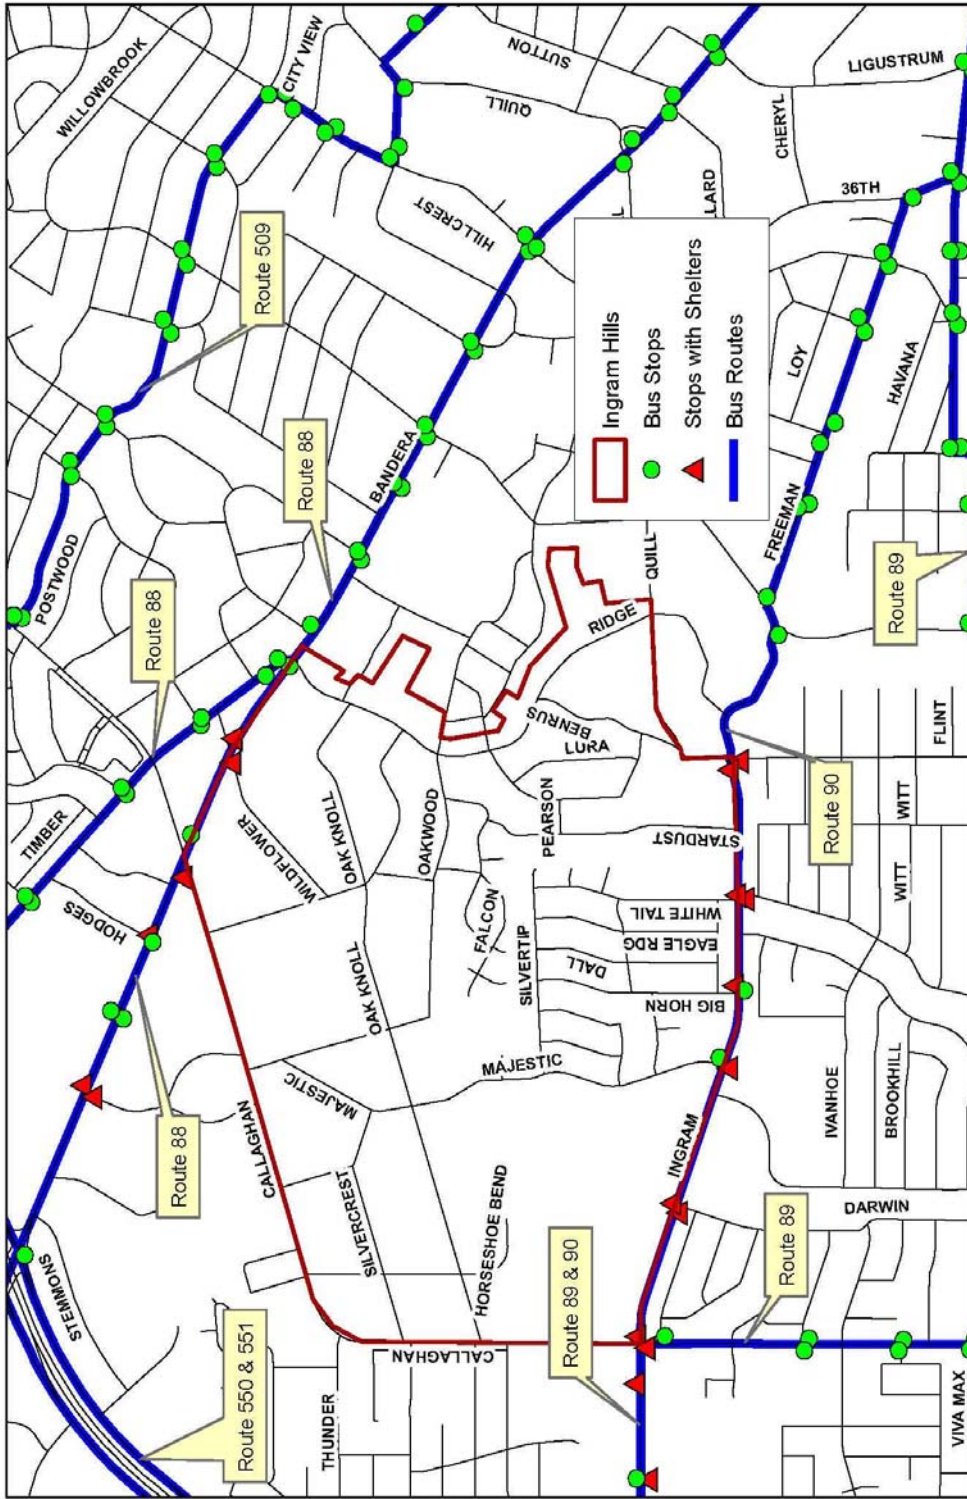 POSTWOOD
TIMBER
STEMMONS
WILLOWBROOK
HODGES
Route 88
Route 88
Route 550 & 551
Route 509
CALLAGHAN
WILDFLOWER
CITY VIEW
Route 88
MAJESTIC
THUNDER
OAK KNOLL
SILVERCREST
OAK KNOLL
BANDERA
CALLAGHAN
OAKWOOD
HILLCREST
FALCON
HORSESHOE BEND
QUILL
SILVERTIP
MAJESTIC
SUTTON
PEARSON
BENRUS
Route 89 & 90
DALL
LURA
RIDGE
QUILL
EAGLE RDG
WHITE TAIL
BIG HORN
STARDUST
INGRAM
LLARD
Ingram Hills
Bus Stops
Stops with Shelters
Bus Routes
Route 89
FREEMAN
CHERYL
LOY
Route 90
IVANHOE
36TH
DARWIN
BROOKHILL
WITT
WITT
Route 89
HAVANA
LIGUSTRUM
FLINT
VIVA MAX